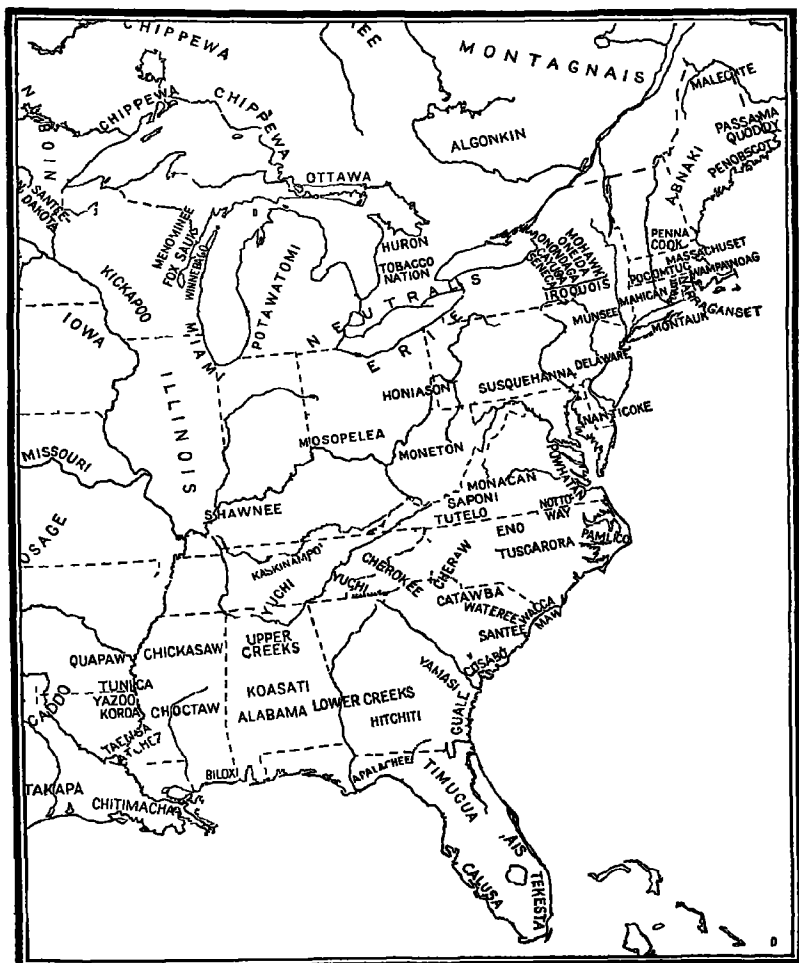 CHIPPEWA
MONTAGNAIS
CHIPPEWA
CHIPPEWA
ALGONKIN
MALECITE
PASSAMA
QUODDY
PENOBSCOT
ABNAKI
OTTAWA
SANTEE
DAKOTA
MENOMINEE
FOX SAUK
WINNEBAGO
KICKAPOO
POTAWATOMI
HURON
TOBACCO
NATION
NEUTRALS
MOHAWK
ONEIDA
ONONDAGA
CAYUGA
SENECA
IROQUOIS
PENNA
COOK
MASSACHUSET
POCOMTUC
WAMPANOAG
MAHICAN
MUNSEE
MONTAUK
IOWA
MIAMI
ERIE
ILLINOIS
HONIASONT
SUSQUEHANNA
DELAWARE
NANTICOKE
MOSOPELEA
MONETON
MISSOURI
MONACAN
POWHATAN
SHAWNEE
SAPONI
TUTELO
NOTTO
WAY
ENO
PAMLICO
TUSCARORA
OSAGE
KASKINAMPO
YUCHI
YUCHI
CHEROKEE
CHERAW
CATAWBA
WATEREE
WACCA
MAW
SANTEE
COSABO
QUAPAW
CHICKASAW
UPPER
CREEKS
TUNICA
YAZOO
KOROA
CADDO
CHOCTAW
KOASATI
ALABAMA
LOWER CREEKS
HITCHITI
YAMASI
GUALE
TAENSA
BILOXI
APALACHEE
TIMUGUA
CHITIMACHA
AIS
CALUSA
TEKESTA